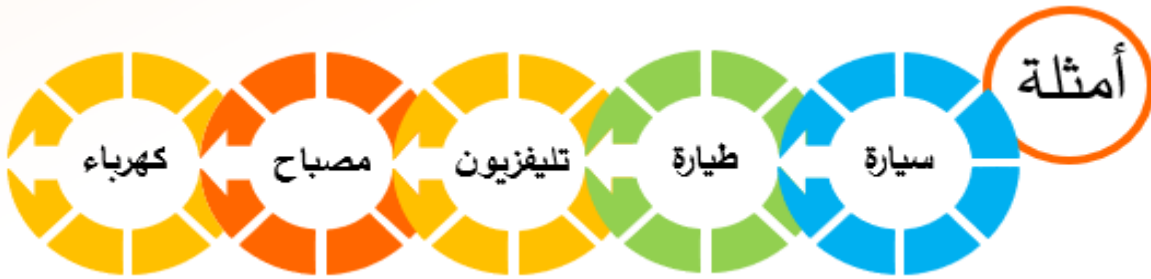 أمثلة
سيارة
طيارة
تليفزيون
مصباح
كهرباء